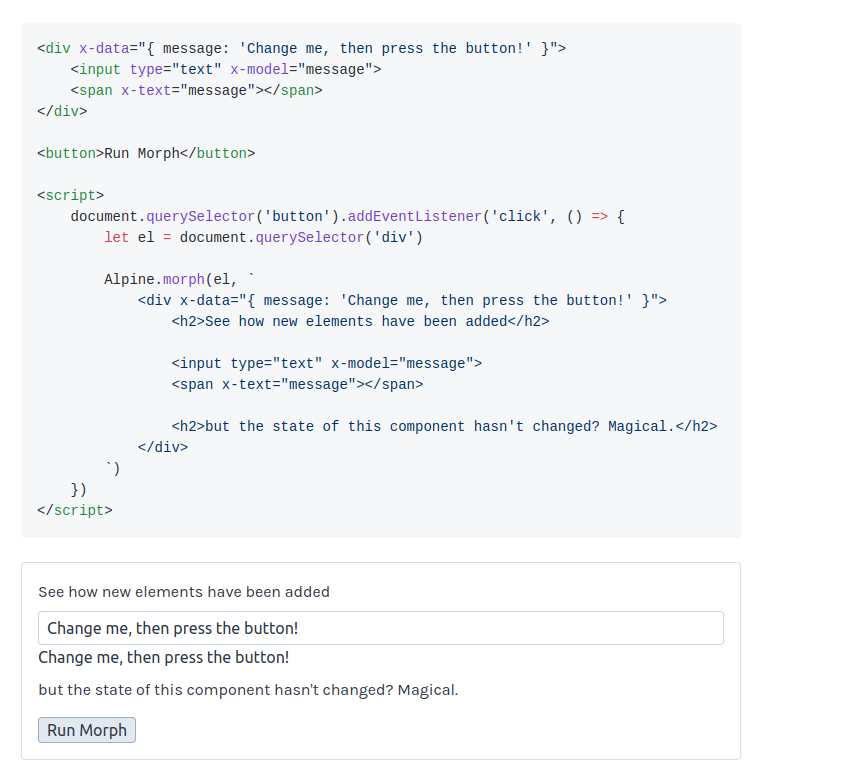 <div x-data="{ message: 'Change me, then press the button!' }">
    <input type="text" x-model="message">
    <span x-text="message"></span>
</div>

<button>Run Morph</button>

<script>
    document.querySelector('button').addEventListener('click', () => {
        let el = document.querySelector('div')

        Alpine.morph(el, `
            <div x-data="{ message: 'Change me, then press the button!' }">
                <h2>See how new elements have been added</h2>

                <input type="text" x-model="message">
                <span x-text="message"></span>

                <h2>but the state of this component hasn't changed? Magical.</h2>
            </div>
        `)
    })
</script>

See how new elements have been added
Change me, then press the button!
Change me, then press the button!
but the state of this component hasn't changed? Magical.
Run Morph